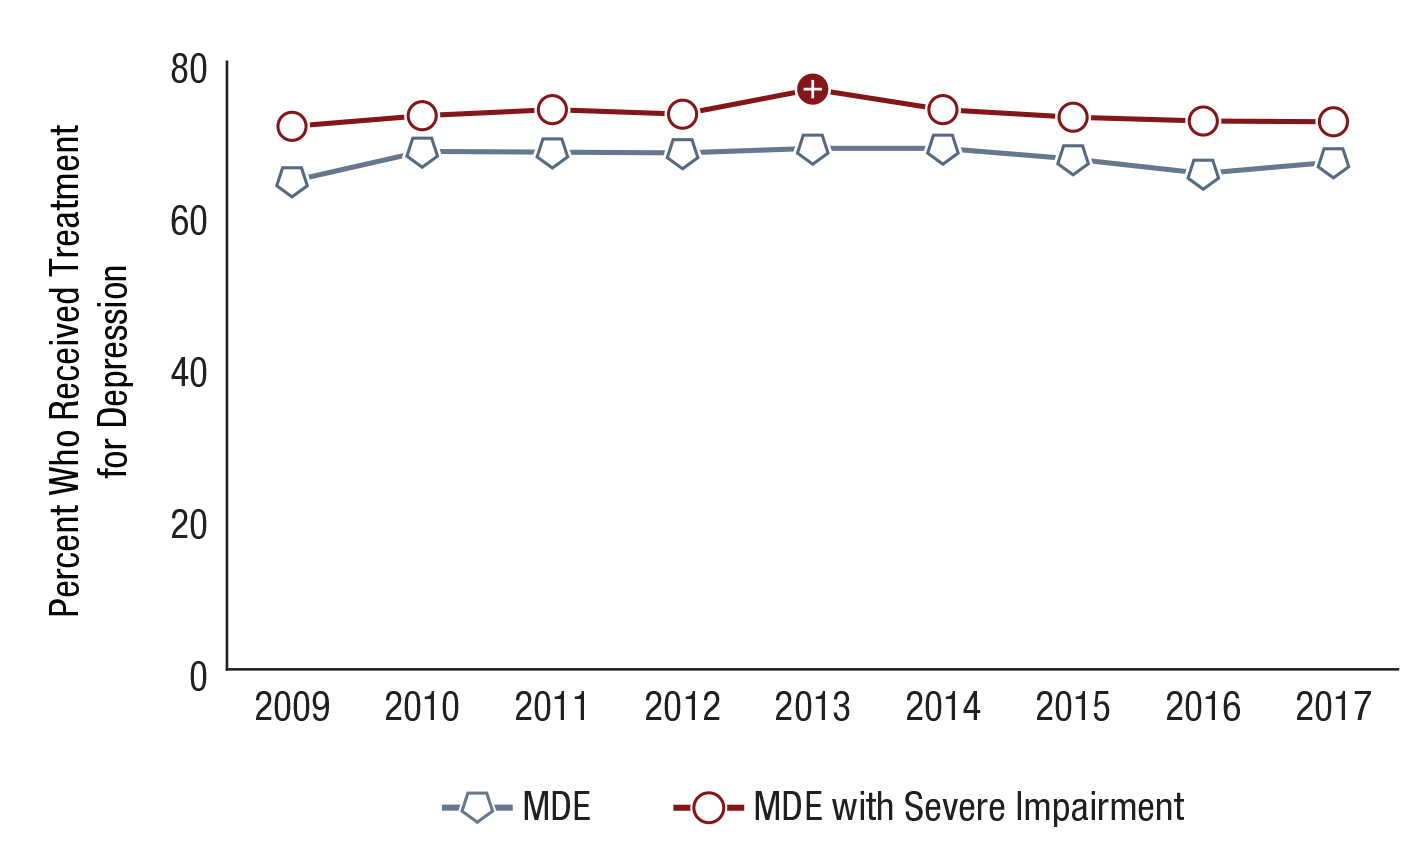 80
60
40
20
0
Percent Who Received Treatment
for Depression
2009 2010 2011 2012 2013 2014 2015 2016 2017
MDE MDE with Severe Impairment